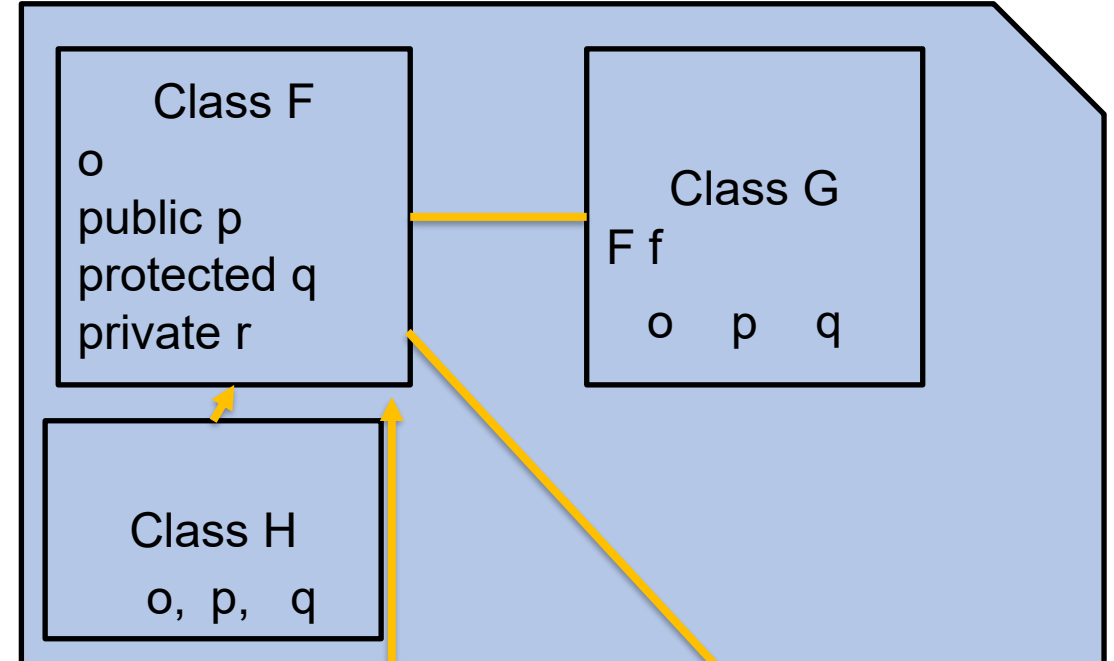 Class F
o
public p
protected q
private r
Class G
F f
o p q
Class H
o, p, q